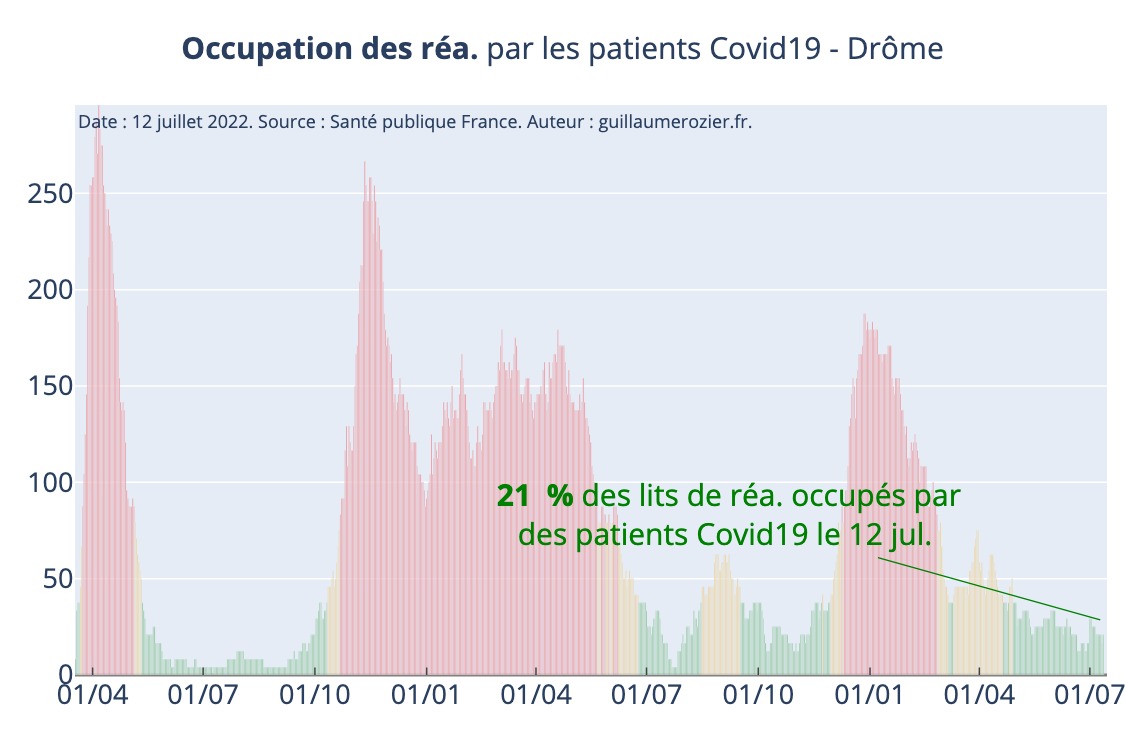 Occupation des réa. par les patients Covid19 - Drôme
Date : 12 juillet 2022. Source : Santé publique France. Auteur : guillaumerozier.fr.
250
200
150
100
50
0
21 % des lits de réa. occupés par
des patients Covid19 le 12 jul.
01/04 01/07 01/10 01/01 01/04 01/07 01/10 01/01 01/04 01/07